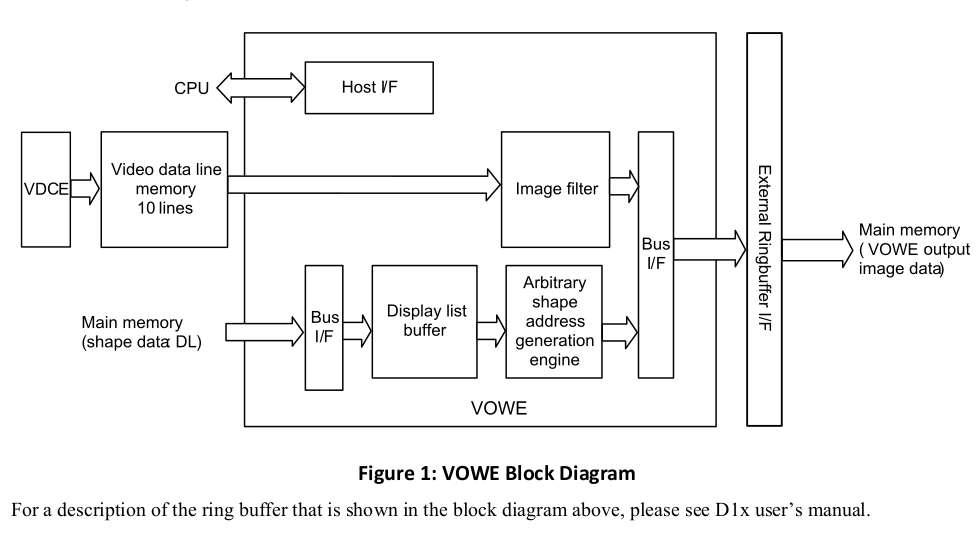 CPU
Host I/F
VDCE
Video data line
memory
10 lines
Image filter
Bus
I/F
External Ringbuffer I/F
Main memory
( VOWE output
image data)
Main memory
(shape data: DL)
Bus
I/F
Display list
buffer
Arbitrary
shape
address
generation
engine
VOWE
Figure 1: VOWE Block Diagram
For a description of the ring buffer that is shown in the block diagram above, please see D1x user’s manual.